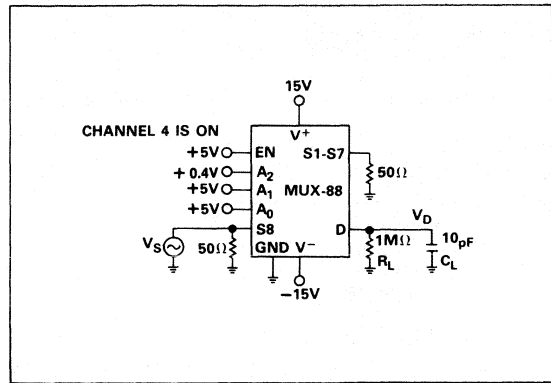 15V
CHANNEL 4 IS ON
V+
+5V EN S1-S7
+0.4V A2 50Ω
+5V A1 MUX-88
+5V A0 VD
S8 D
VS 50Ω 1MΩ 10pF
GND V− RL CL
−15V